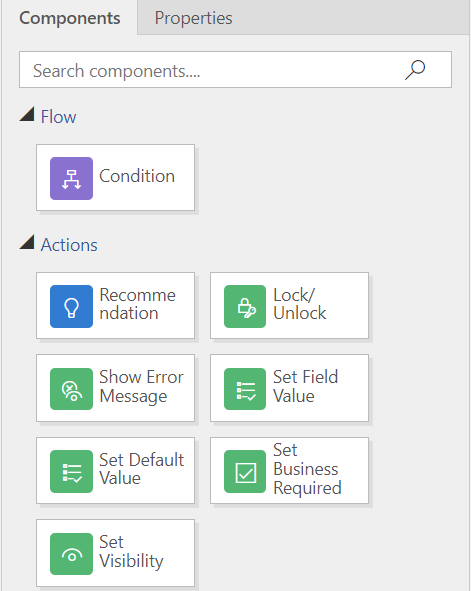 Components Properties
Search components....
Flow
Condition
Actions
Recomme
ndation
Lock/
Unlock
Show Error
Message
Set Field
Value
Set Default
Value
Set
Business
Required
Set
Visibility